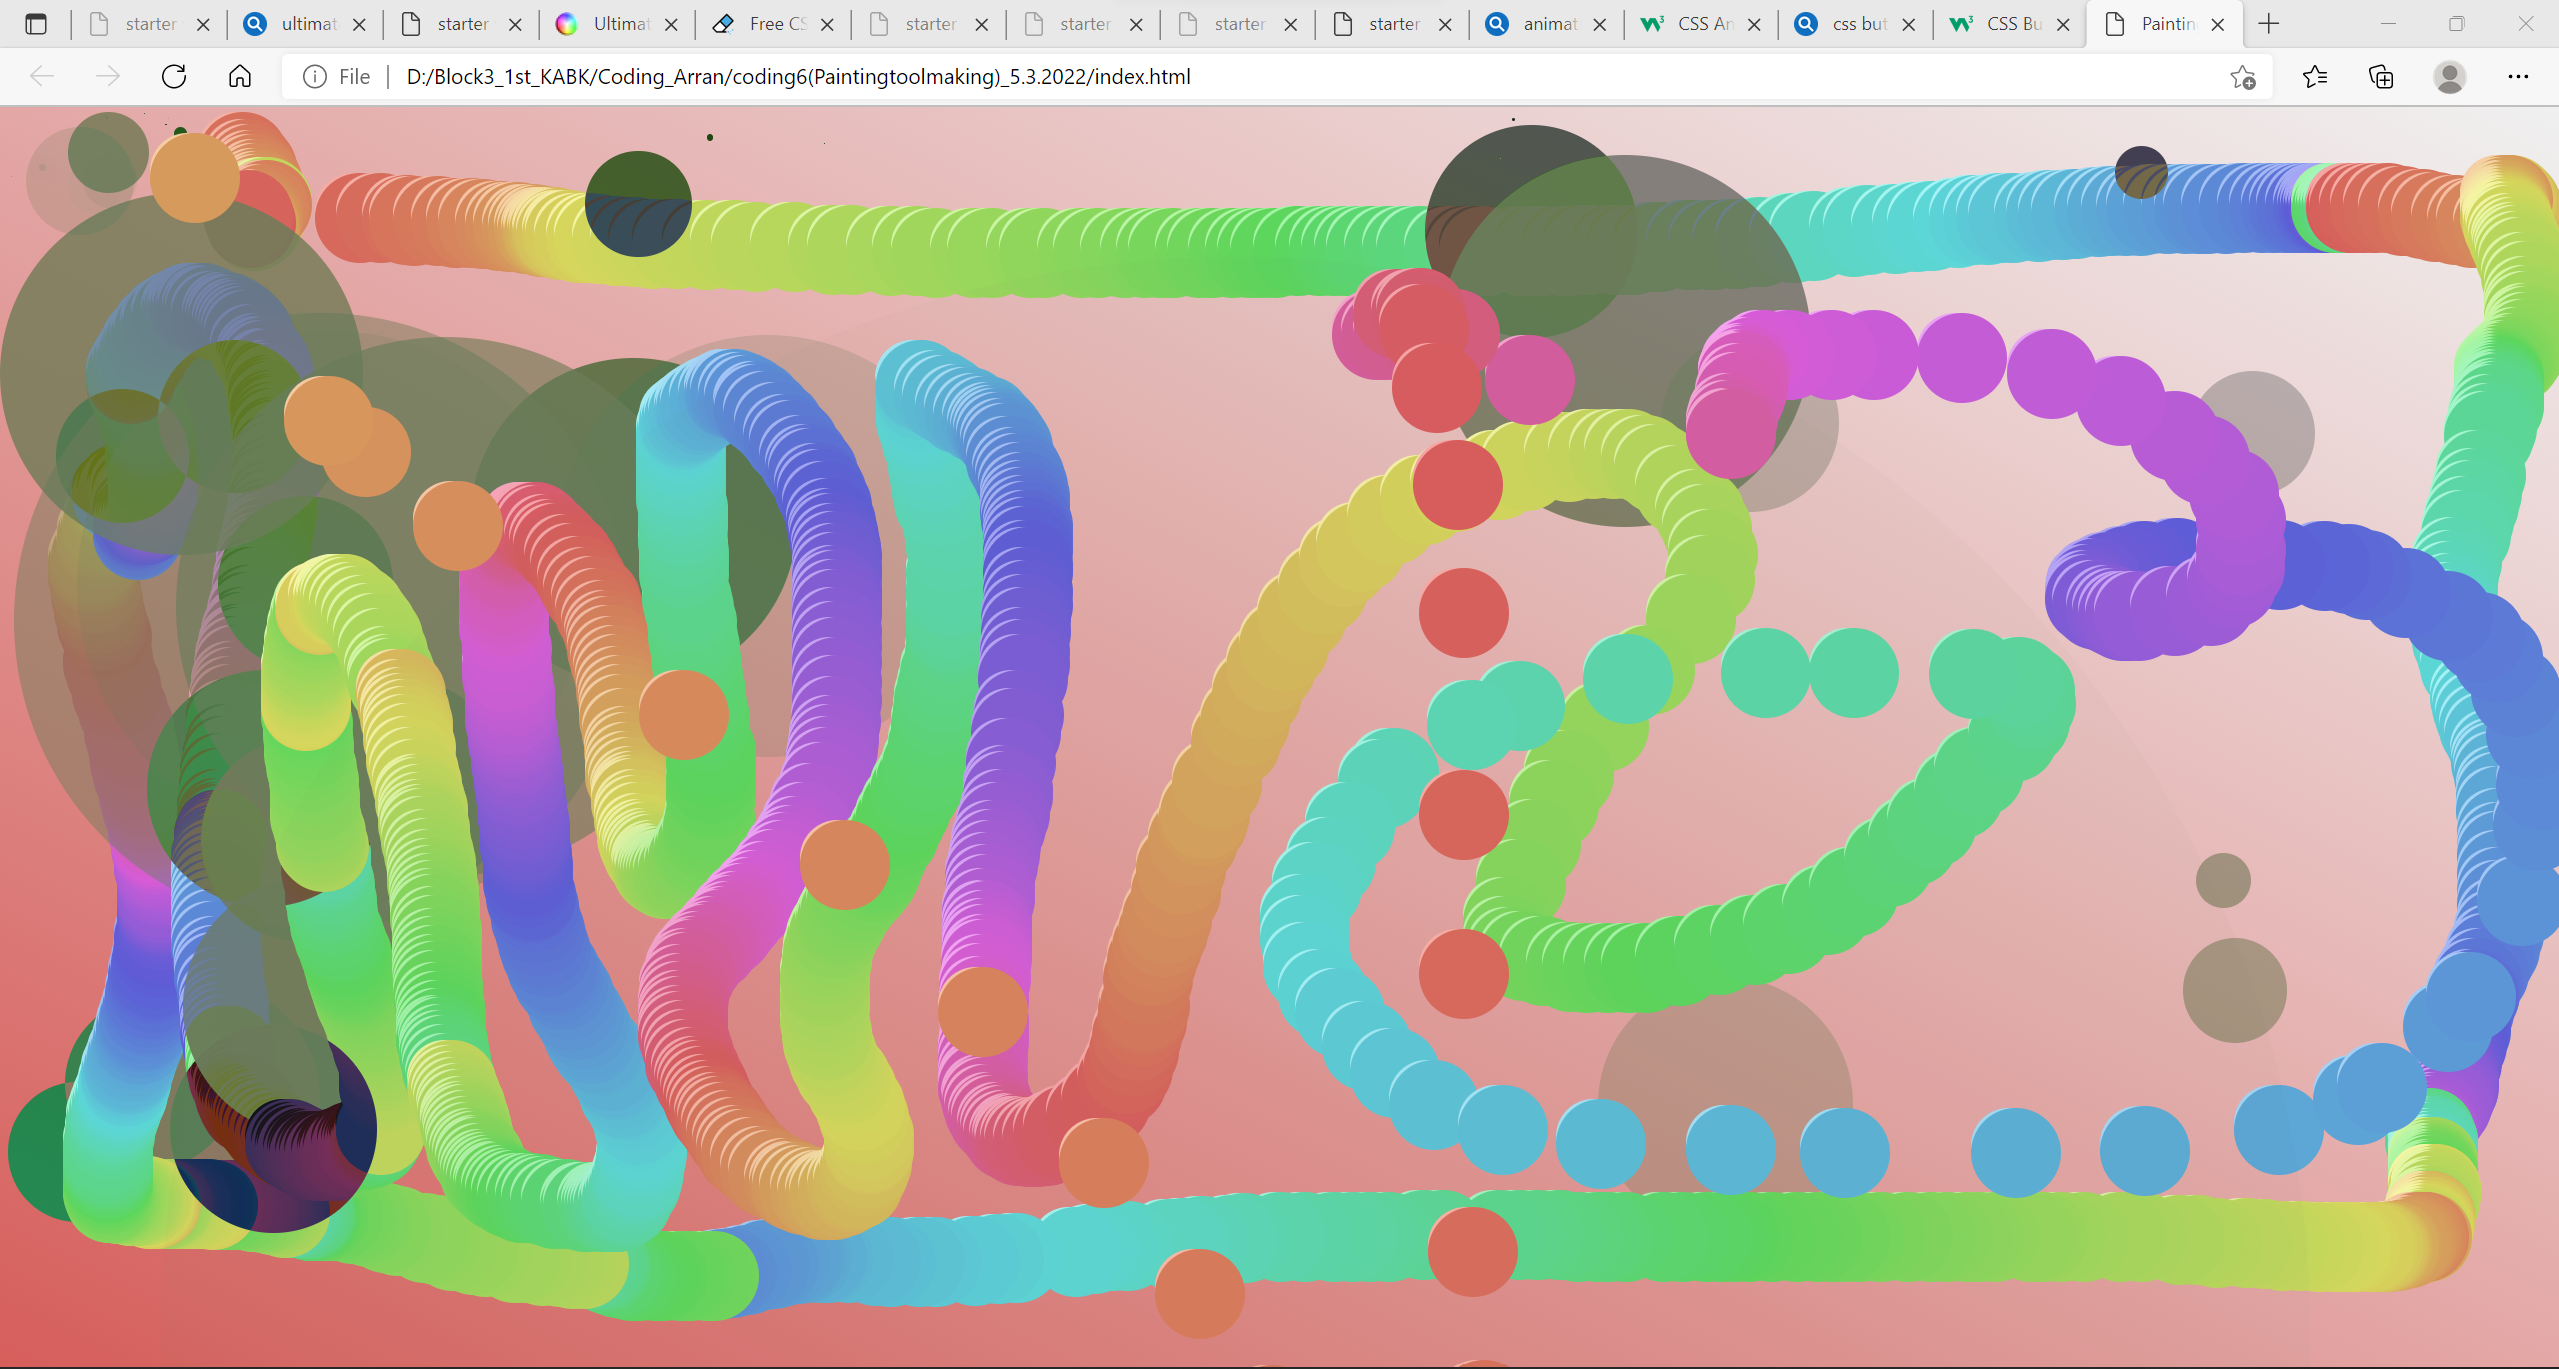 starter
ultimat
starter
Ultimat
Free CS
starter
starter
starter
starter
animat
CSS An
css but
CSS Bu
Paintin
File D:/Block3_1st_KABK/Coding_Arran/coding6(Paintingtoolmaking)_5.3.2022/index.html